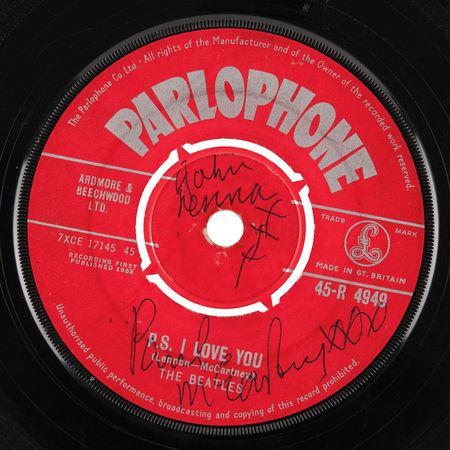 The Parlophone Co. Ltd. - All rights of the Manufacturer and of the Owner of the recorded work reserved.
PARLOPHONE
ARDMORE &
BEECHWOOD
LTD.
7XCE 17145 45
RECORDING FIRST
PUBLISHED 1962
John
Lennon
TRADE MARK
£
MADE IN GT. BRITAIN
45-R 4949
P.S. I LOVE YOU
(Lennon-McCartney)
THE BEATLES
Paul
McCartney
Unauthorised public performance, broadcasting and copying of this record prohibited.